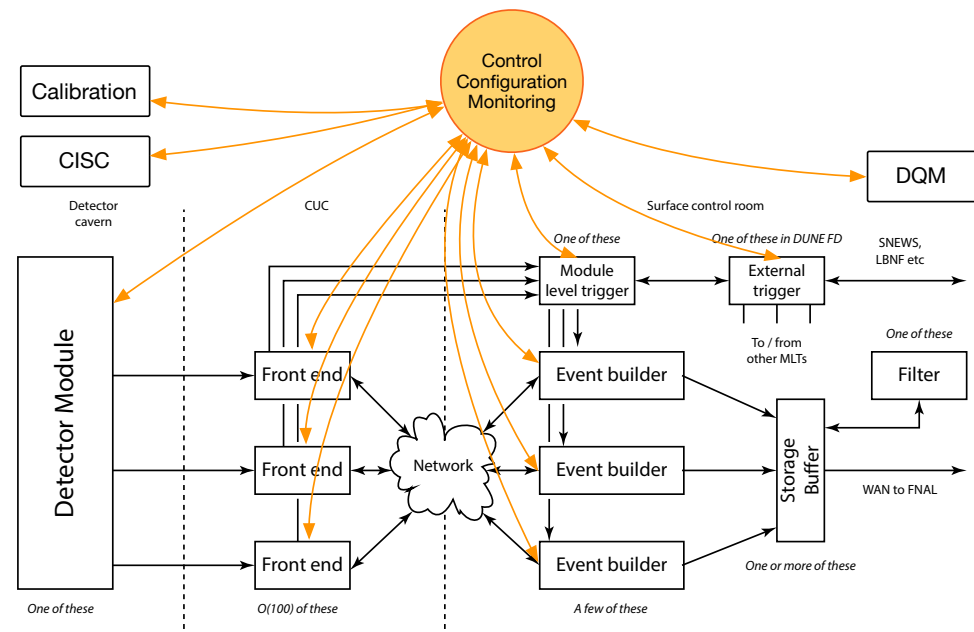 Control
Configuration
Monitoring
Calibration
CISC
DQM
Detector
cavern
CUC
Surface control room
One of these
One of these in DUNE FD
SNEWS,
LBNF etc
Module
level trigger
External
trigger
To / from
other MLTs
One of these
Filter
Detector Module
Front end
Event builder
Front end
Network
Event builder
Storage
Buffer
WAN to FNAL
Front end
Event builder
One or more of these
One of these
O(100) of these
A few of these